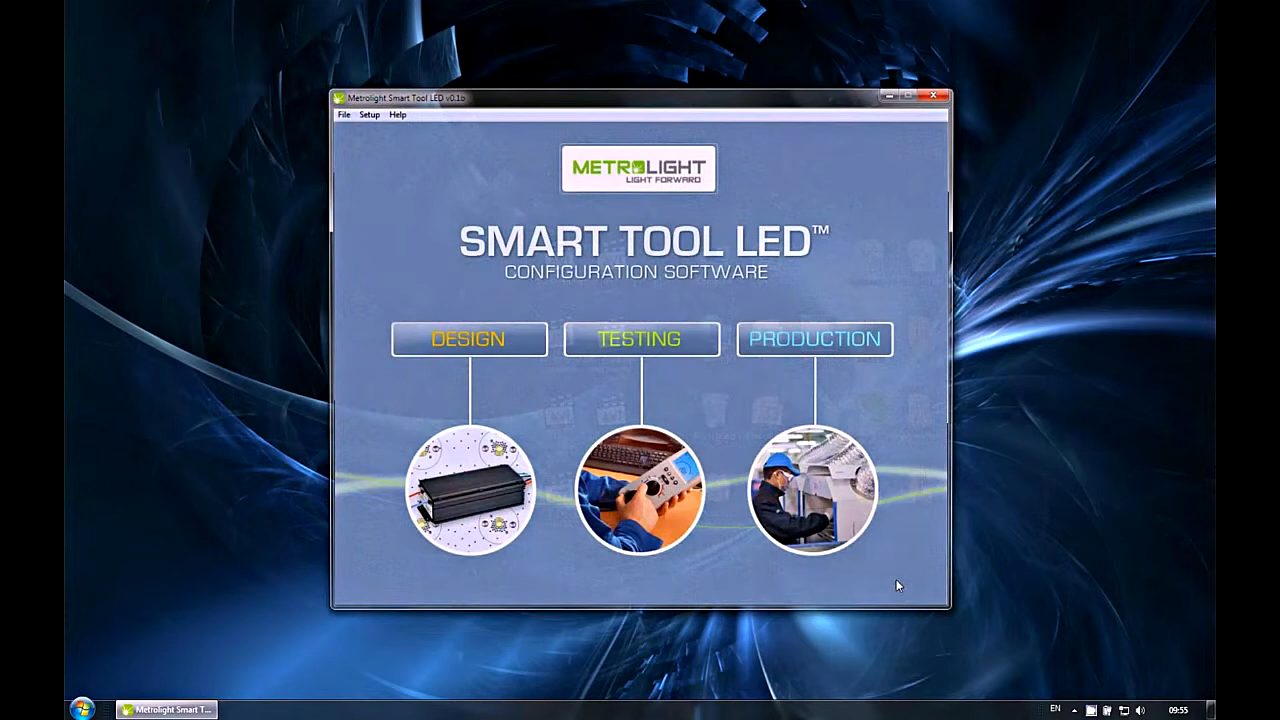 Metrolight Smart Tool LED v0.1b
File Setup Help
METROLIGHT
LIGHT FORWARD
SMART TOOL LED™
CONFIGURATION SOFTWARE
DESIGN TESTING PRODUCTION
Metrolight Smart T...
EN
09:55